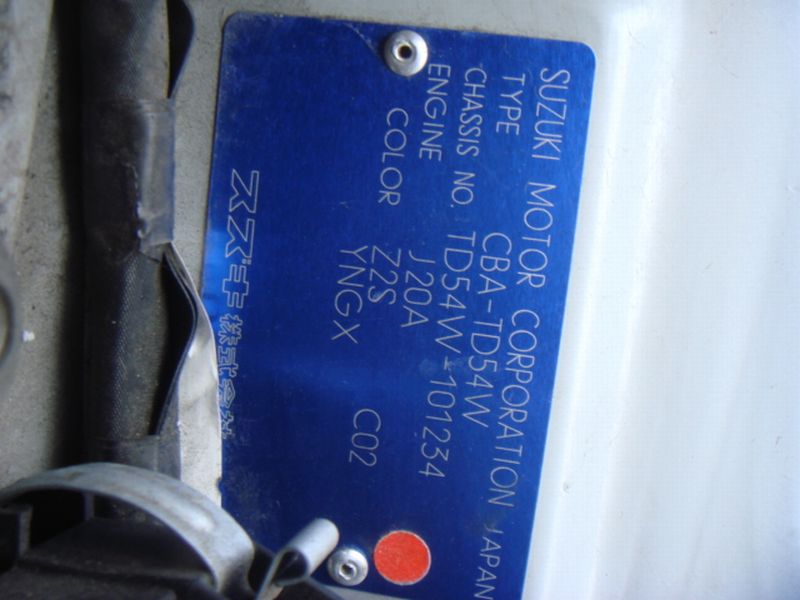 SUZUKI MOTOR CORPORATION JAPAN
TYPE CBA-TD54W
CHASSIS NO. TD54W-101234
ENGINE J20A
COLOR Z2S
YNGX C02
スズキ株式会社